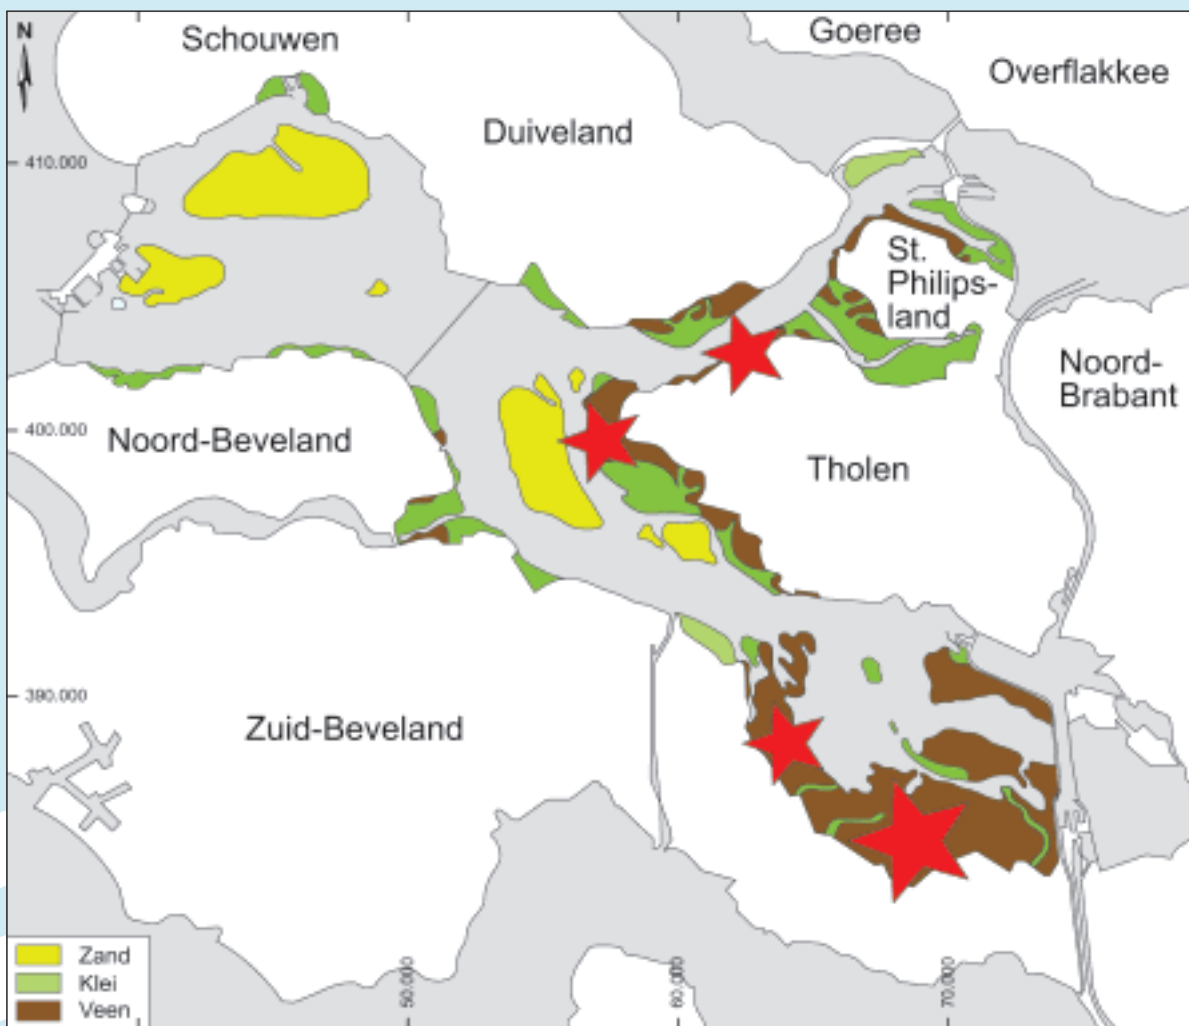 N
Schouwen
Goeree
Overflakkee
Duiveland
410.000
St.
Philips-
land
Noord-
Brabant
400.000
Noord-Beveland
Tholen
390.000
Zuid-Beveland
Zand
Klei
Veen
50.000
60.000
70.000